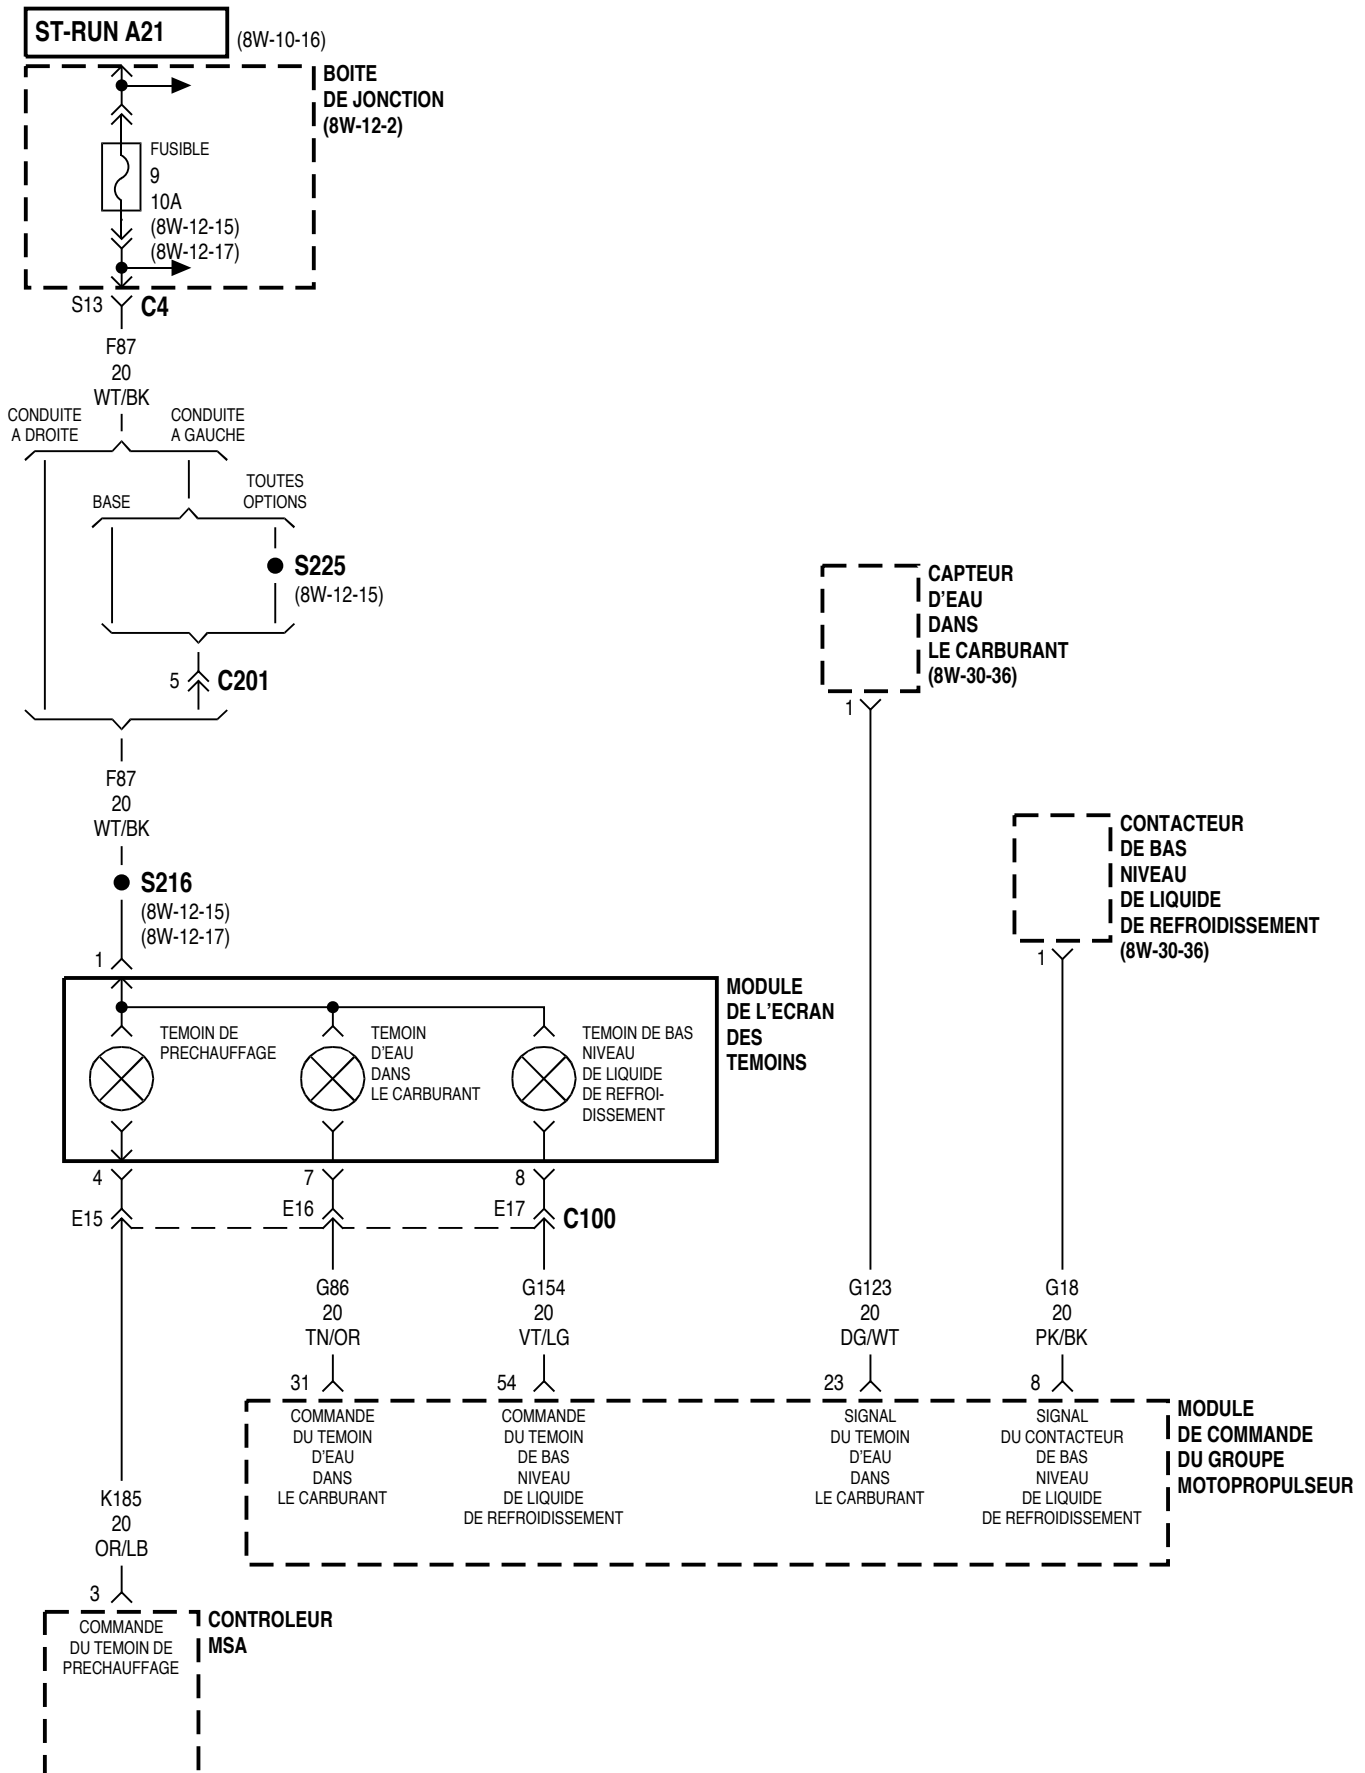 ST-RUN A21
(8W-10-16)
BOITE
DE JONCTION
(8W-12-2)
FUSIBLE
9
10A
(8W-12-15)
(8W-12-17)
S13
C4
F87
20
WT/BK
CONDUITE
A DROITE
CONDUITE
A GAUCHE
BASE
TOUTES
OPTIONS
S225
(8W-12-15)
5
C201
F87
20
WT/BK
S216
(8W-12-15)
(8W-12-17)
1
CAPTEUR
D'EAU
DANS
LE CARBURANT
(8W-30-36)
1
CONTACTEUR
DE BAS
NIVEAU
DE LIQUIDE
DE REFROIDISSEMENT
(8W-30-36)
1
MODULE
DE L'ECRAN
DES
TEMOINS
TEMOIN DE
PRECHAUFFAGE
TEMOIN
D'EAU
DANS
LE CARBURANT
TEMOIN DE BAS
NIVEAU
DE LIQUIDE
DE REFROI-
DISSEMENT
4
7
8
E15
E16
E17
C100
G86
20
TN/OR
G154
20
VT/LG
G123
20
DG/WT
G18
20
PK/BK
31
54
23
8
COMMANDE
DU TEMOIN
D'EAU
DANS
LE CARBURANT
COMMANDE
DU TEMOIN
DE BAS
NIVEAU
DE LIQUIDE
DE REFROIDISSEMENT
SIGNAL
DU TEMOIN
D'EAU
DANS
LE CARBURANT
SIGNAL
DU CONTACTEUR
DE BAS
NIVEAU
DE LIQUIDE
DE REFROIDISSEMENT
MODULE
DE COMMANDE
DU GROUPE
MOTOPROPULSEUR
K185
20
OR/LB
3
COMMANDE
DU TEMOIN DE
PRECHAUFFAGE
CONTROLEUR
MSA